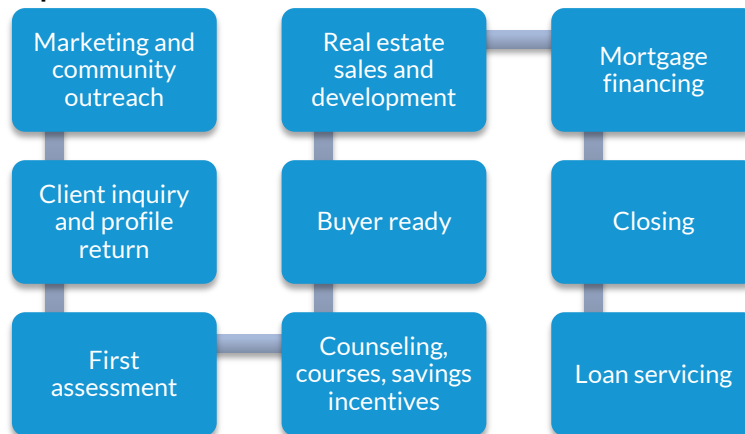 Marketing and
community
outreach
Client inquiry
and profile
return
First
assessment
Counseling,
courses, savings
incentives
Buyer ready
Real estate
sales and
development
Mortgage
financing
Closing
Loan servicing